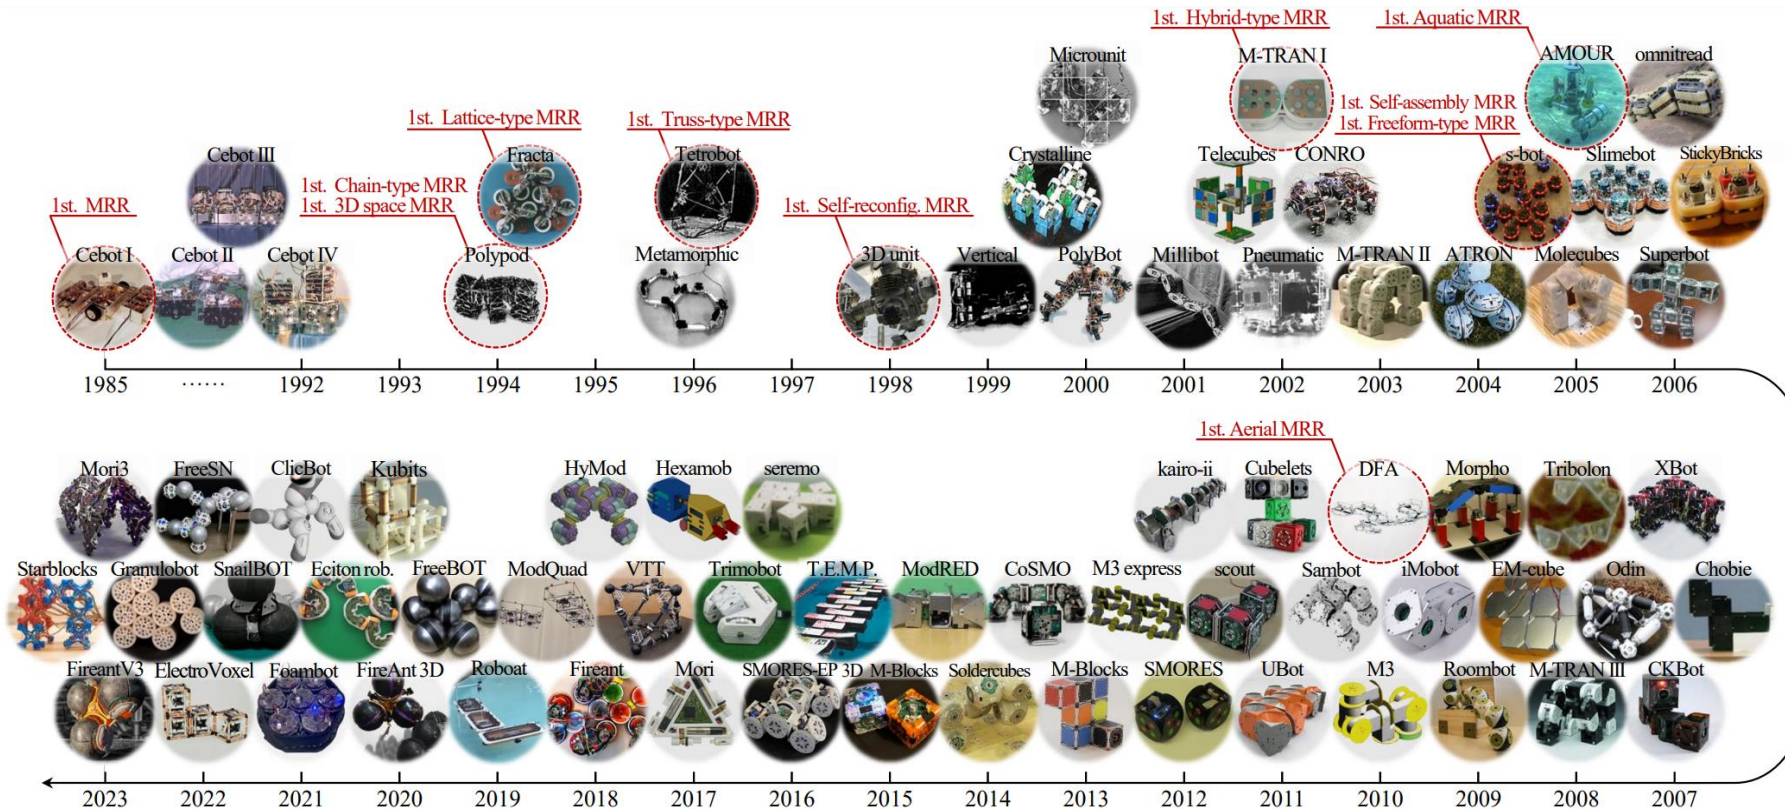 1st. Hybrid-type MRR
1st. Aquatic MRR
Microunit
M-TRAN I
AMOUR
omnitread
1st. Lattice-type MRR
1st. Truss-type MRR
1st. Self-assembly MRR
1st. Freeform-type MRR
Cebot III
Fracta
Tetrobot
Crystalline
Telecubes
CONRO
s-bot
Slimebot
StickyBricks
1st. MRR
1st. Chain-type MRR
1st. 3D space MRR
1st. Self-reconfig. MRR
Cebot I
Cebot II
Cebot IV
Polypod
Metamorphic
3D unit
Vertical
PolyBot
Millibot
Pneumatic
M-TRAN II
ATRON
Molecubes
Superbot
1985 ······ 1992 1993 1994 1995 1996 1997 1998 1999 2000 2001 2002 2003 2004 2005 2006
1st. Aerial MRR
Mori3
FreeSN
ClicBot
Kubits
HyMod
Hexamob
seremo
kairo-ii
Cubelets
DFA
Morpho
Tribolon
XBot
Starblocks
Granulobot
SnailBOT
Eciton rob.
FreeBOT
ModQuad
VTT
Trimobot
T.E.M.P.
ModRED
CoSMO
M3 express
scout
Sambot
iMobot
EM-cube
Odin
Chobie
FireantV3
ElectroVoxel
Foambot
FireAnt 3D
Roboat
Fireant
Mori
SMORES-EP
3D M-Blocks
Soldercubes
M-Blocks
SMORES
UBot
M3
Roombot
M-TRAN III
CKBot
2023 2022 2021 2020 2019 2018 2017 2016 2015 2014 2013 2012 2011 2010 2009 2008 2007